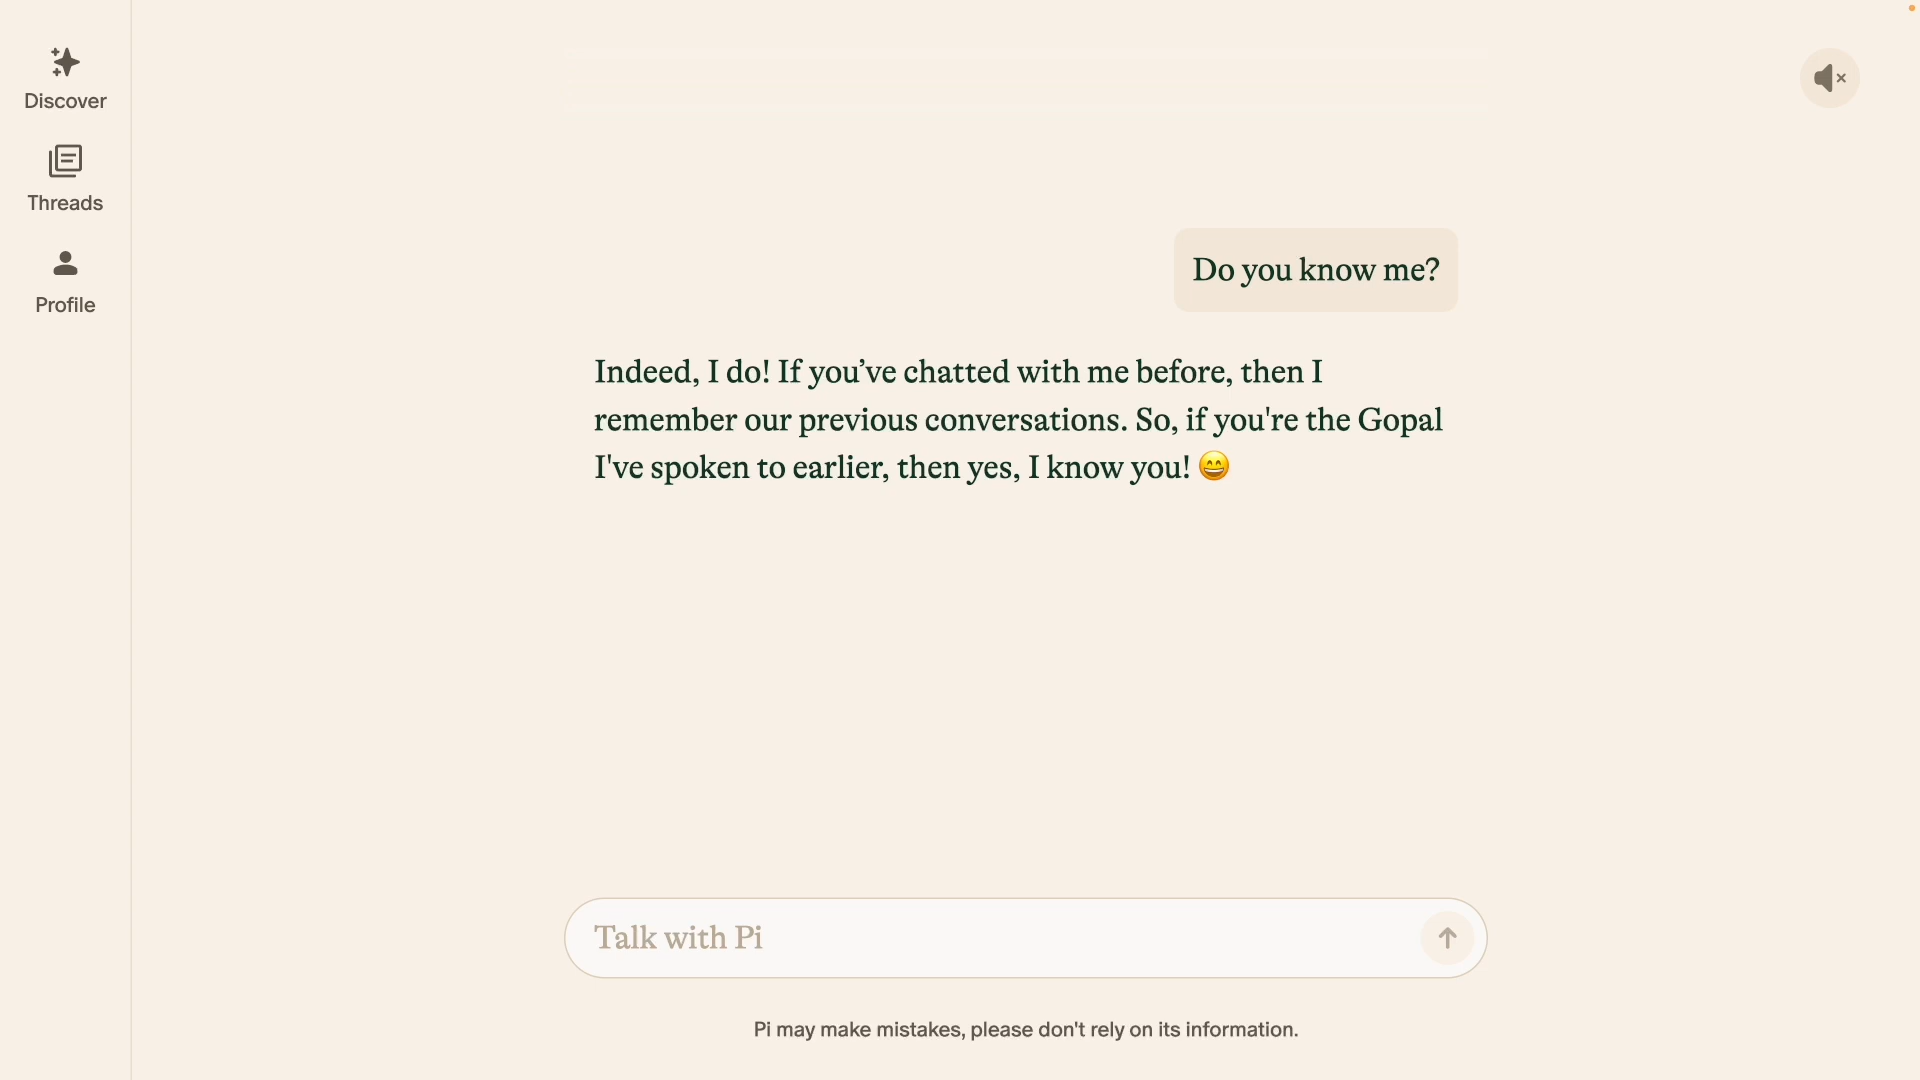 Discover
Threads
Profile
Do you know me?
Indeed, I do! If you’ve chatted with me before, then I
remember our previous conversations. So, if you're the Gopal
I've spoken to earlier, then yes, I know you! 😄
Talk with Pi
Pi may make mistakes, please don't rely on its information.